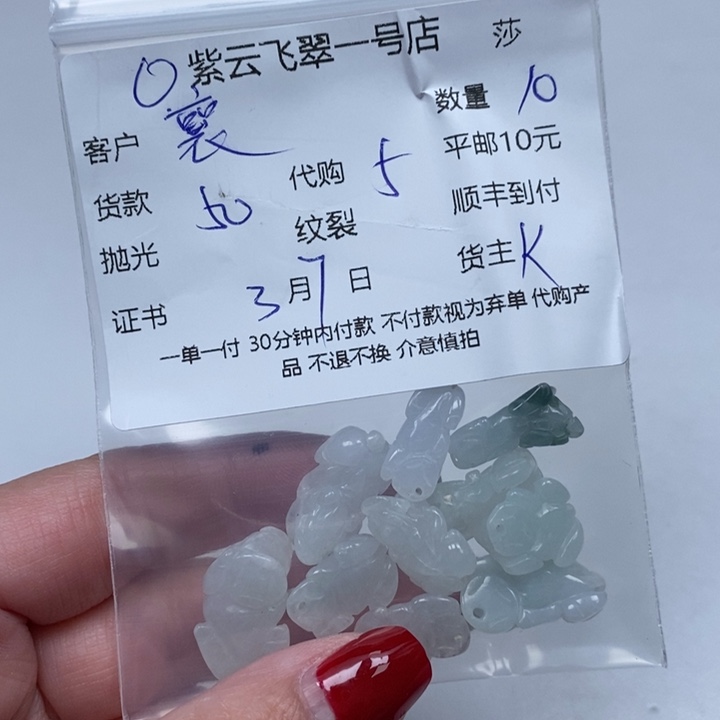 O 紫云飞翠一号店 莎
客户 襄 数量 10
货款 50 代购 5 平邮10元
抛光 纹裂 顺丰到付
证书 3月7日 货主K
一单一付 30分钟内付款 不付款视为弃单 代购产
品 不退不换 介意慎拍